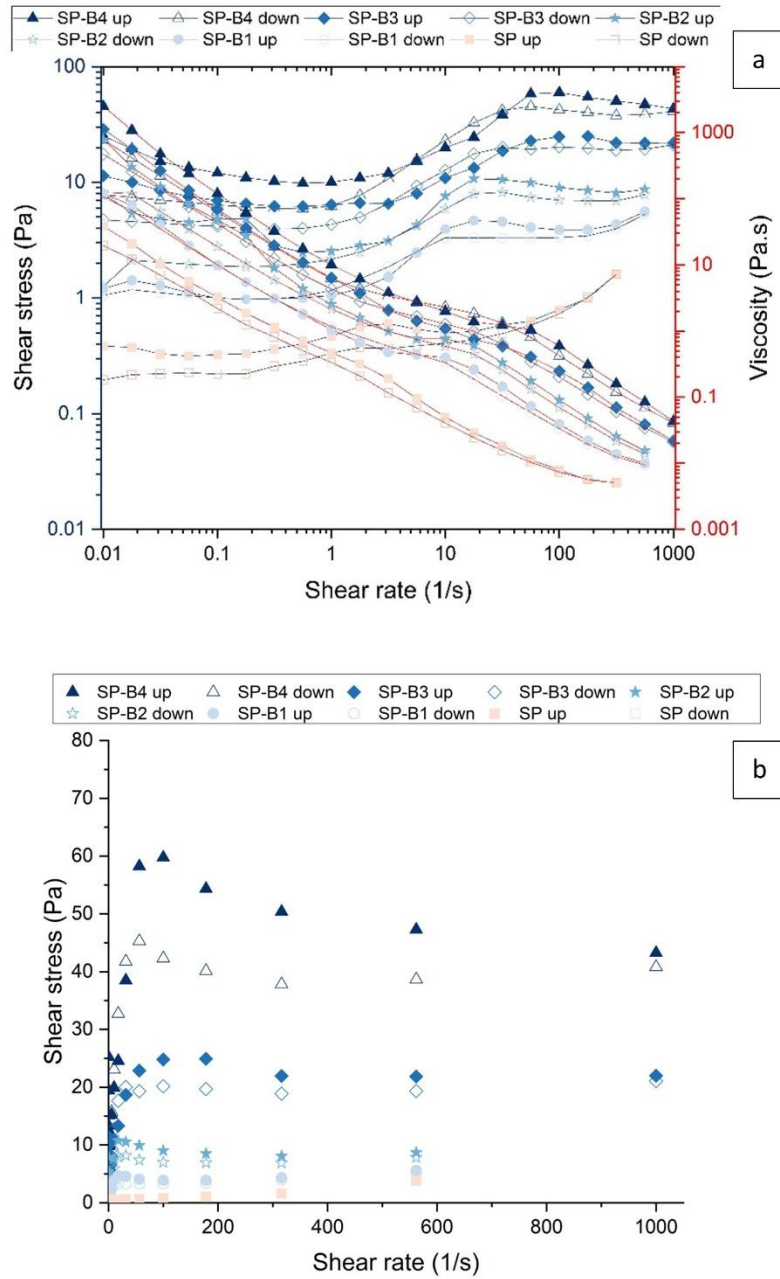 SP-B4 up SP-B4 down SP-B3 up SP-B3 down SP-B2 up
SP-B2 down SP-B1 up SP-B1 down SP up SP down
a
100
10
1
0.1
0.01
Shear stress (Pa)
1000
10
0.1
0.001
Viscosity (Pa.s)
0.01 0.1 1 10 100 1000
Shear rate (1/s)
SP-B4 up SP-B4 down SP-B3 up SP-B3 down SP-B2 up
SP-B2 down SP-B1 up SP-B1 down SP up SP down
b
80
70
60
50
40
30
20
10
0
Shear stress (Pa)
0 200 400 600 800 1000
Shear rate (1/s)